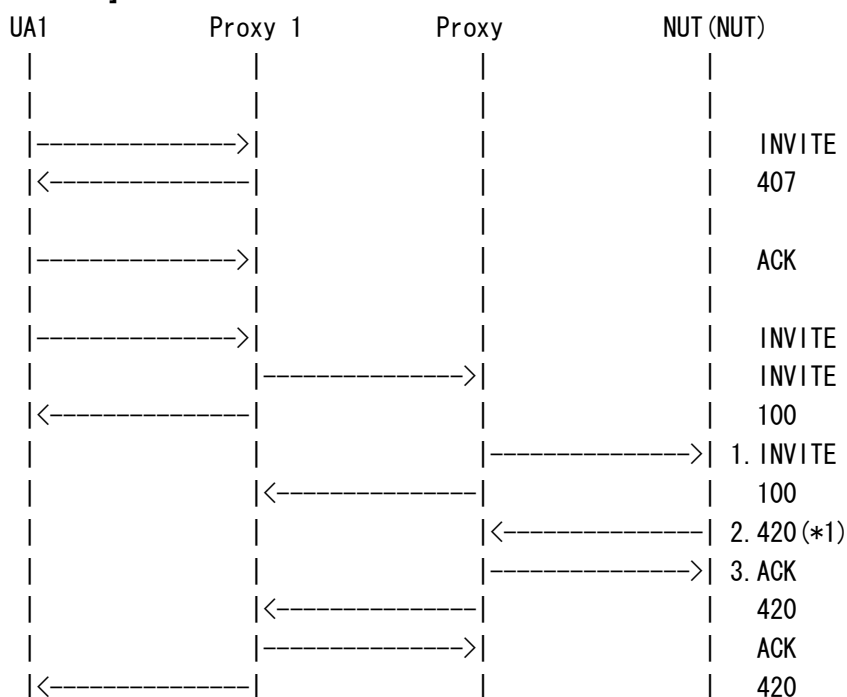 UA1 Proxy 1 Proxy NUT(NUT)
| | | |
| | | |
|--------------->| | | INVITE
|<---------------| | | 407
| | | |
|--------------->| | | ACK
| | | |
|--------------->| | | INVITE
| |--------------->| | INVITE
|<---------------| | | 100
| | |--------------->| 1.INVITE
| |<---------------| | 100
| | |<---------------| 2.420(*1)
| | |--------------->| 3.ACK
| |<---------------| | 420
| |--------------->| | ACK
|<---------------| | | 420